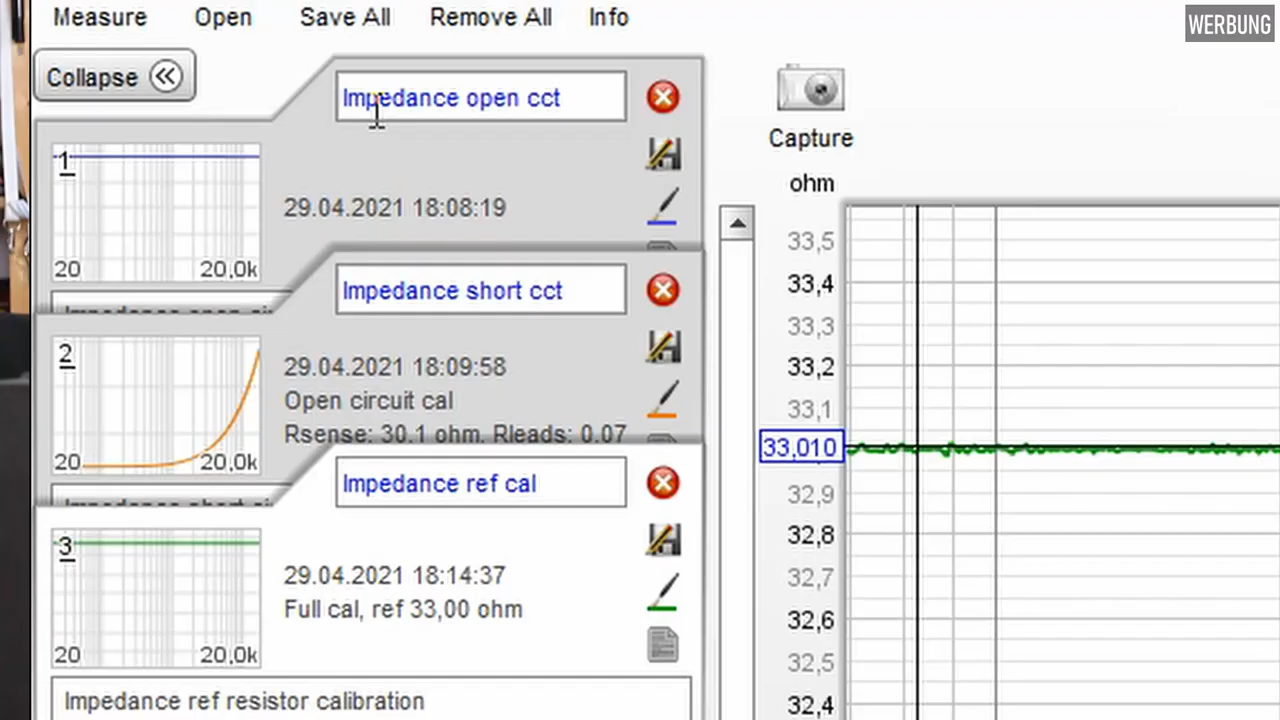 Measure Open Save All Remove All Info
WERBUNG
Collapse
Impedance open cct
1
29.04.2021 18:08:19
20 20,0k
Impedance short cct
2
29.04.2021 18:09:58
Open circuit cal
Rsense: 30.1 ohm. Rleads: 0.07
20 20,0k
Impedance ref cal
3
29.04.2021 18:14:37
Full cal, ref 33,00 ohm
20 20,0k
Impedance ref resistor calibration
Capture
ohm
33,5
33,4
33,3
33,2
33,1
33,010
32,9
32,8
32,7
32,6
32,5
32,4